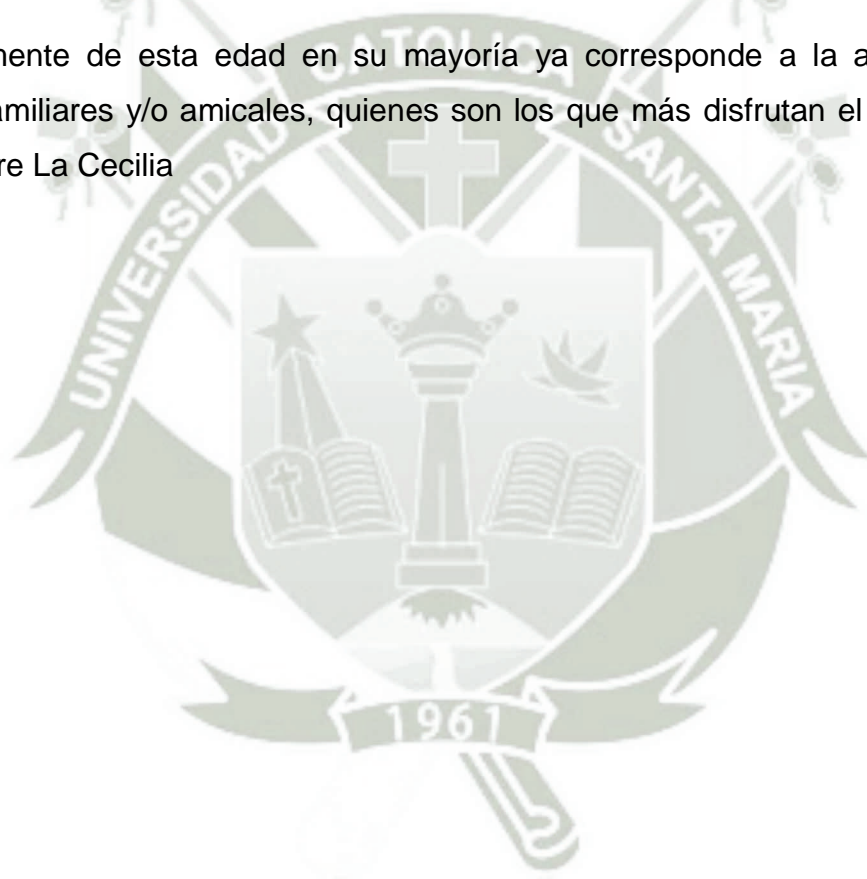 mente de esta edad en su mayoría ya corresponde a la a
amiliares y/o amicales, quienes son los que más disfrutan el
re La Cecilia
UNIVERSIDAD CATOLICA SANTA MARIA
1961